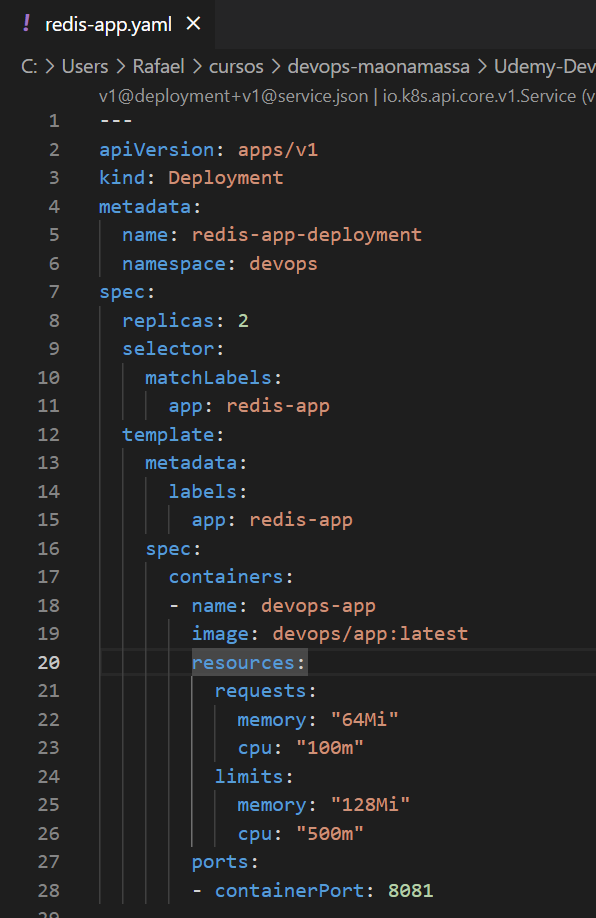 ! redis-app.yaml ×
C: > Users > Rafael > cursos > devops-maonamassa > Udemy-Dev
v1@deployment+v1@service.json | io.k8s.api.core.v1.Service (v
1 ---
2 apiVersion: apps/v1
3 kind: Deployment
4 metadata:
5   name: redis-app-deployment
6   namespace: devops
7 spec:
8   replicas: 2
9   selector:
10     matchLabels:
11       app: redis-app
12   template:
13     metadata:
14       labels:
15         app: redis-app
16     spec:
17       containers:
18       - name: devops-app
19         image: devops/app:latest
20         resources:
21           requests:
22             memory: "64Mi"
23             cpu: "100m"
24           limits:
25             memory: "128Mi"
26             cpu: "500m"
27         ports:
28         - containerPort: 8081
29